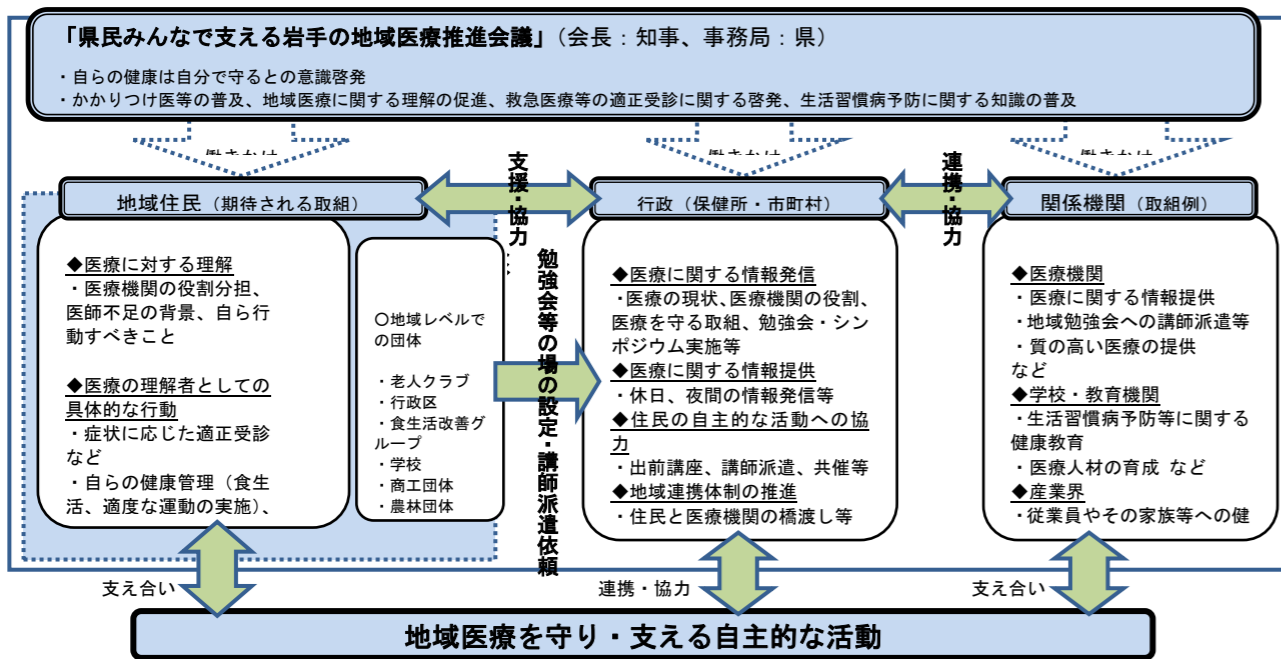 「県民みんなで支える岩手の地域医療推進会議」（会長：知事、事務局：県）
・自らの健康は自分で守るとの意識啓発
・かかりつけ医等の普及、地域医療に関する理解の促進、救急医療等の適正受診に関する啓発、生活習慣病予防に関する知識の普及
働きかけ
働きかけ
働きかけ
地域住民（期待される取組）
支援・協力
行政（保健所・市町村）
連携・協力
関係機関（取組例）
◆医療に対する理解
・医療機関の役割分担、
医師不足の背景、自ら行
動すべきこと
◆医療の理解者としての
具体的な行動
・症状に応じた適正受診
など
・自らの健康管理（食生
活、適度な運動の実施）、
〇地域レベルで
の団体
・老人クラブ
・行政区
・食生活改善グ
ループ
・学校
・商工団体
・農林団体
勉強会等の場の設定・講師派遣依頼
◆医療に関する情報発信
・医療の現状、医療機関の役割、
医療を守る取組、勉強会・シン
ポジウム実施等
◆医療に関する情報提供
・休日、夜間の情報発信等
◆住民の自主的な活動への協
力
・出前講座、講師派遣、共催等
◆地域連携体制の推進
・住民と医療機関の橋渡し等
◆医療機関
・医療に関する情報提供
・地域勉強会への講師派遣等
・質の高い医療の提供
など
◆学校・教育機関
・生活習慣病予防等に関する
健康教育
・医療人材の育成 など
◆産業界
・従業員やその家族等への健
支え合い
連携・協力
支え合い
地域医療を守り・支える自主的な活動